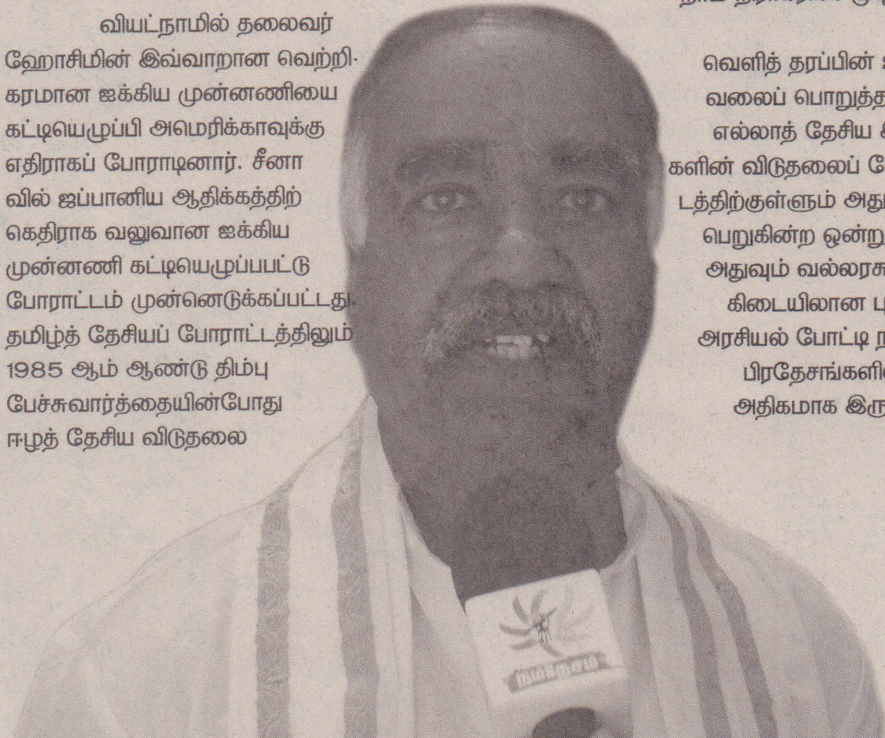 வியட்நாமில் தலைவர்
ஹோசிமின் இவ்வாறான வெற்றி-
கரமான ஐக்கிய முன்னணியை
கட்டியெழுப்பி அமெரிக்காவுக்கு
எதிராகப் போராடினார். சீனா
வில் ஜப்பானிய ஆதிக்கத்திற்
கெதிராக வலுவான ஐக்கிய
முன்னணி கட்டியெழுப்பபட்டு
போராட்டம் முன்னெடுக்கப்பட்டது.
தமிழ்த் தேசியப் போராட்டத்திலும்
1985 ஆம் ஆண்டு திம்பு
பேச்சுவார்த்தையின்போது
ஈழத் தேசிய விடுதலை
வெளித் தரப்பின்
வலைப் பொறுத்த
எல்லாத் தேசிய
களின் விடுதலைப்
டத்திற்குள்ளும் அது
பெறுகின்ற ஒன்று
அதுவும் வல்லரசு
கிடையிலான
அரசியல் போட்டி
பிரதேசங்களி
அதிகமாக இரு
நிமிர்தேசம்